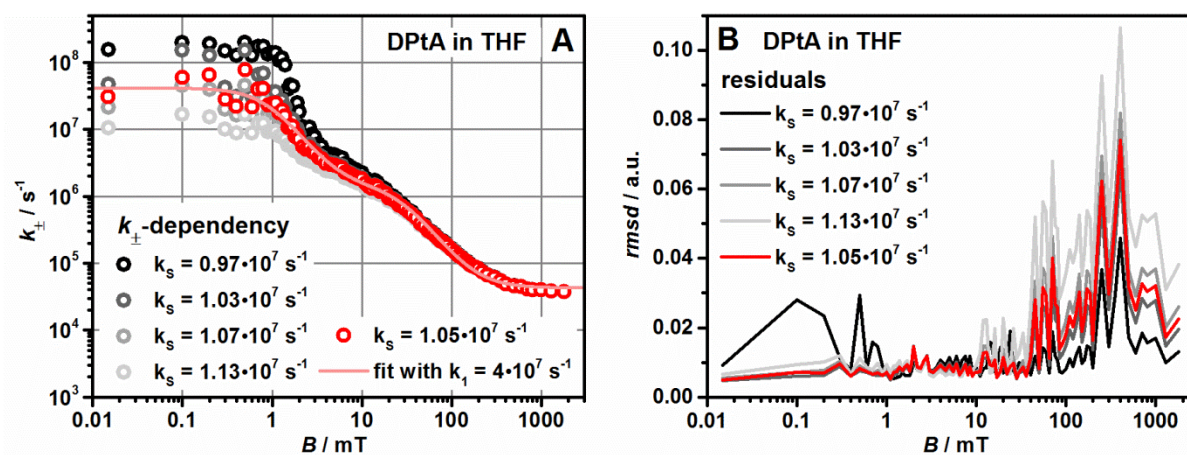 DPtA in THF A
k± / s⁻¹
10⁸
10⁷
10⁶
10⁵
10⁴
10³
k±-dependency
kS = 0.97•10⁷ s⁻¹
kS = 1.03•10⁷ s⁻¹
kS = 1.07•10⁷ s⁻¹
kS = 1.13•10⁷ s⁻¹
kS = 1.05•10⁷ s⁻¹
fit with k₁ = 4•10⁷ s⁻¹
0.01 0.1 1 10 100 1000
B / mT
B DPtA in THF
rmsd / a.u.
0.10
0.08
0.06
0.04
0.02
0.00
residuals
kS = 0.97•10⁷ s⁻¹
kS = 1.03•10⁷ s⁻¹
kS = 1.07•10⁷ s⁻¹
kS = 1.13•10⁷ s⁻¹
kS = 1.05•10⁷ s⁻¹
0.01 0.1 1 10 100 1000
B / mT